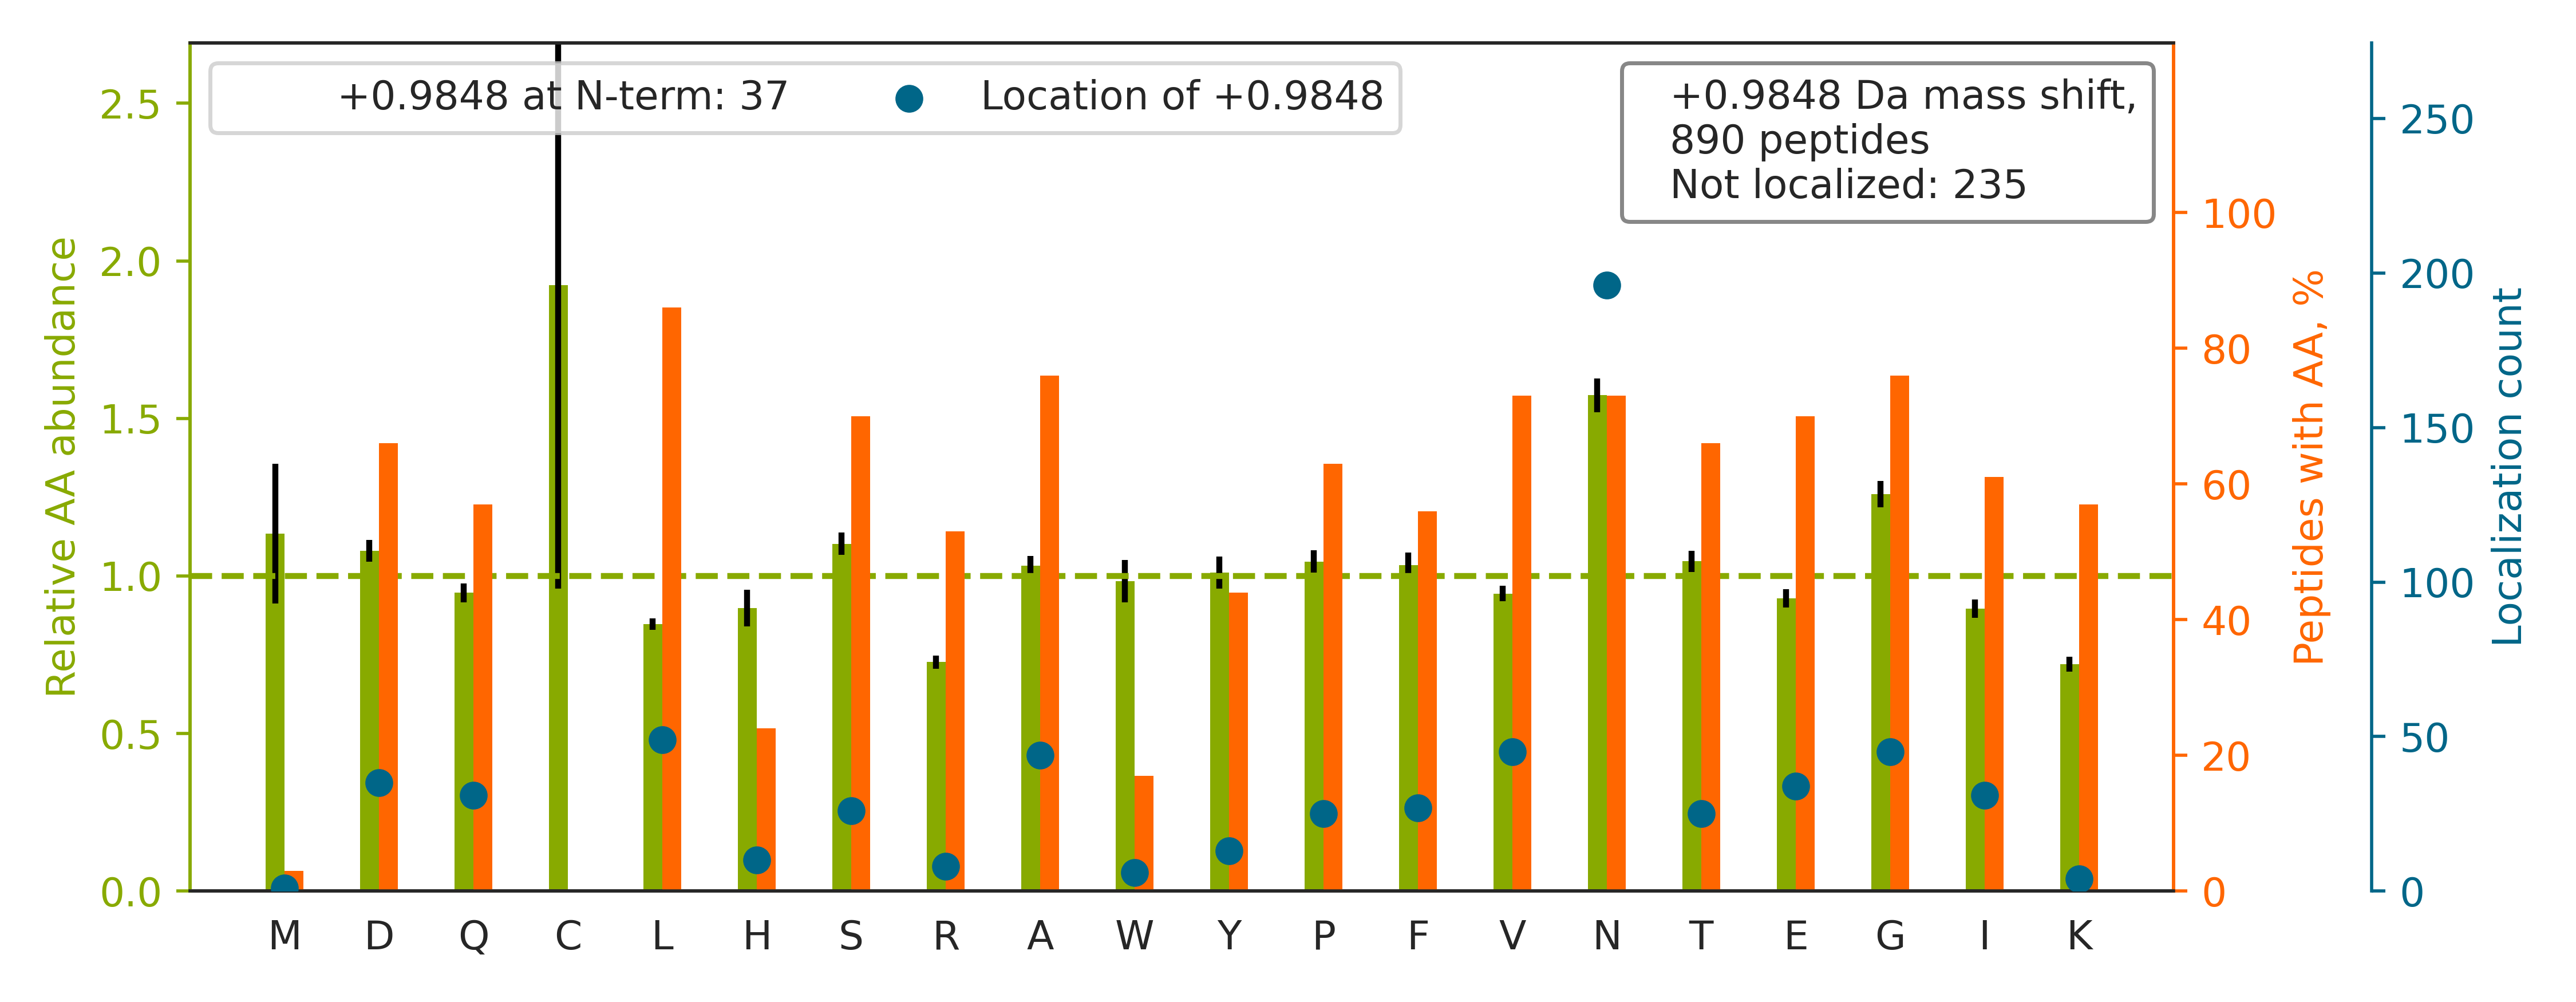 +0.9848 at N-term: 37
Location of +0.9848
+0.9848 Da mass shift,
890 peptides
Not localized: 235
Relative AA abundance
2.5
2.0
1.5
1.0
0.5
0.0
M D Q C L H S R A W Y P F V N T E G I K
100
80
60
40
20
0
Peptides with AA, %
250
200
150
100
50
0
Localization count